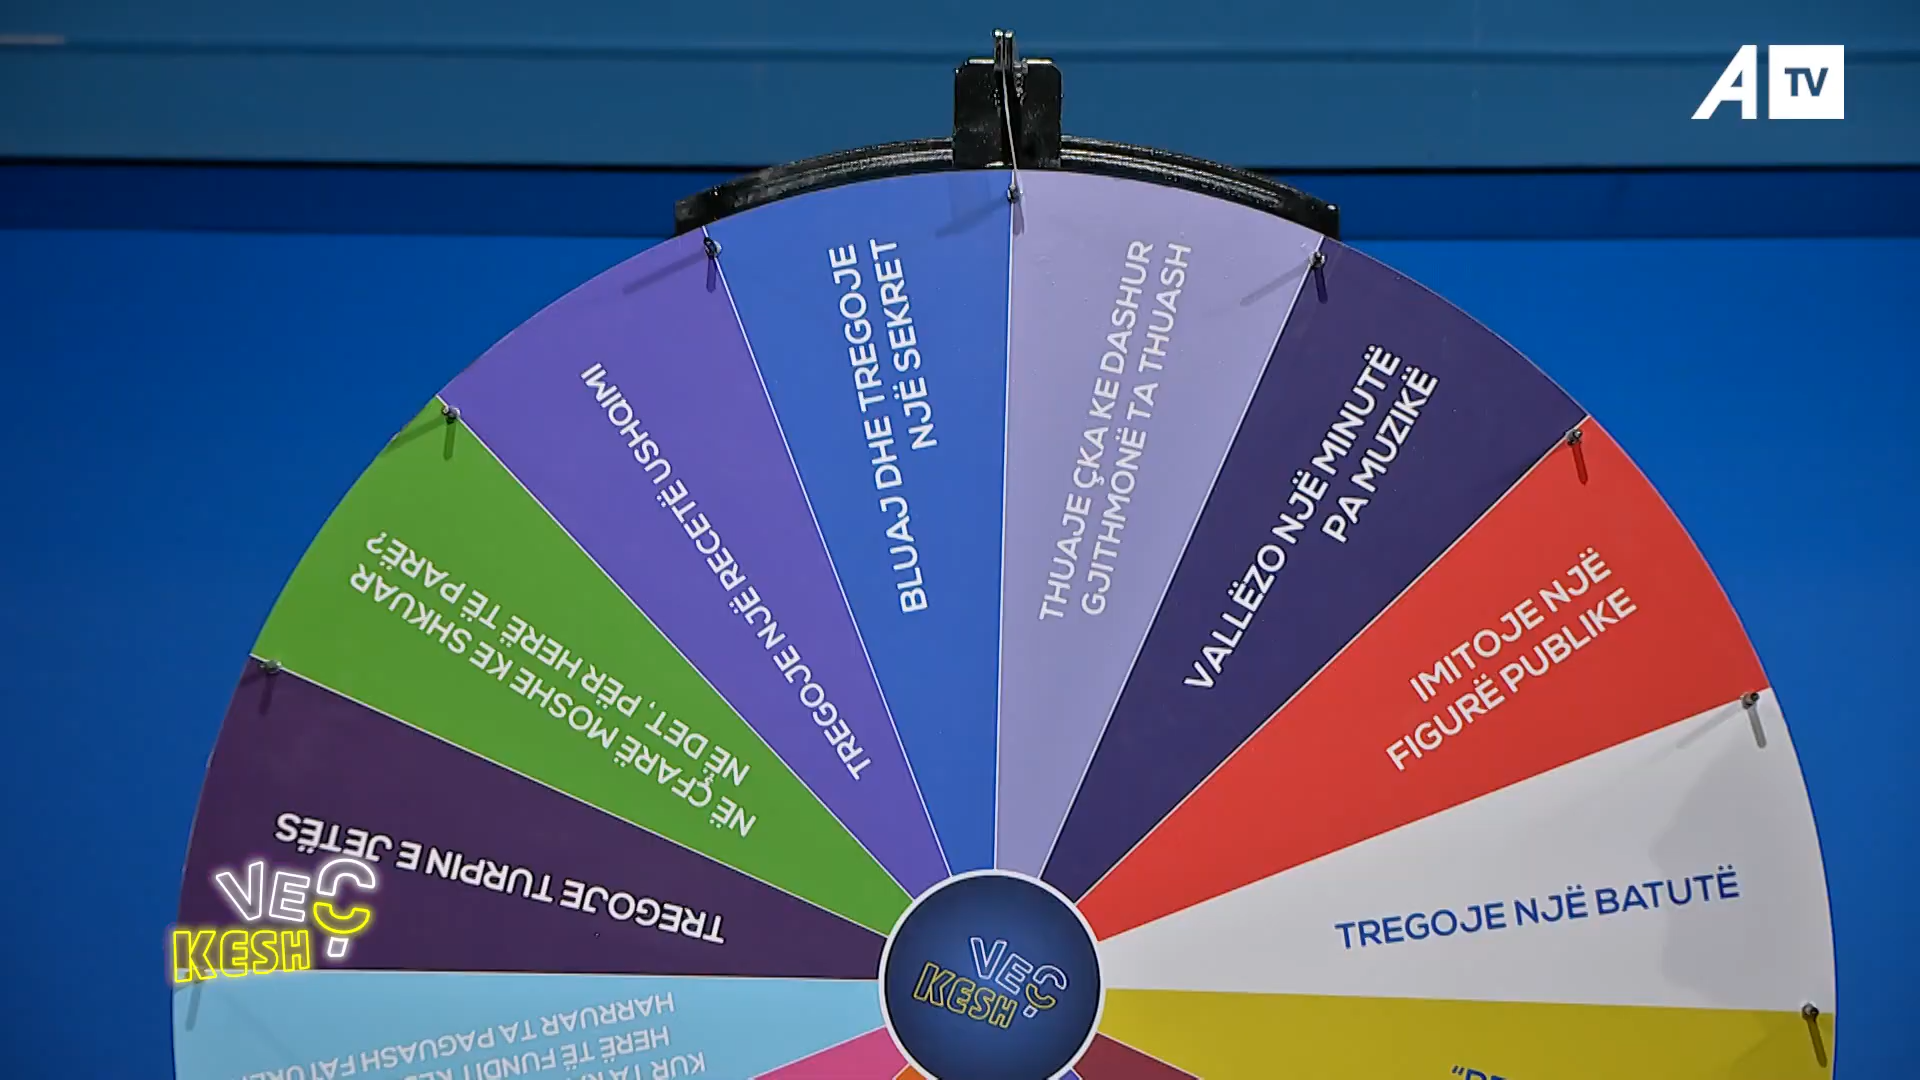 A TV
BLUAJ DHE TREGOJE
NJË SEKRET
THUAJE ÇKA KE DASHUR
GJITHMONË TA THUASH
VALLËZO NJË MINUTË
PA MUZIKË
IMITOJE NJË
FIGURË PUBLIKE
TREGOJE NJË BATUTË
TREGOJE NJË RECETË USHQIMI
NË ÇFARË MOSHE KE SHKUAR
NË DET, PËR HERË TË PARË?
TREGOJE TURPIN E JETËS
VEÇ
KESH
VEÇ
KESH
HERË TË FUNDIT
HARRUAR TA PAGUASH